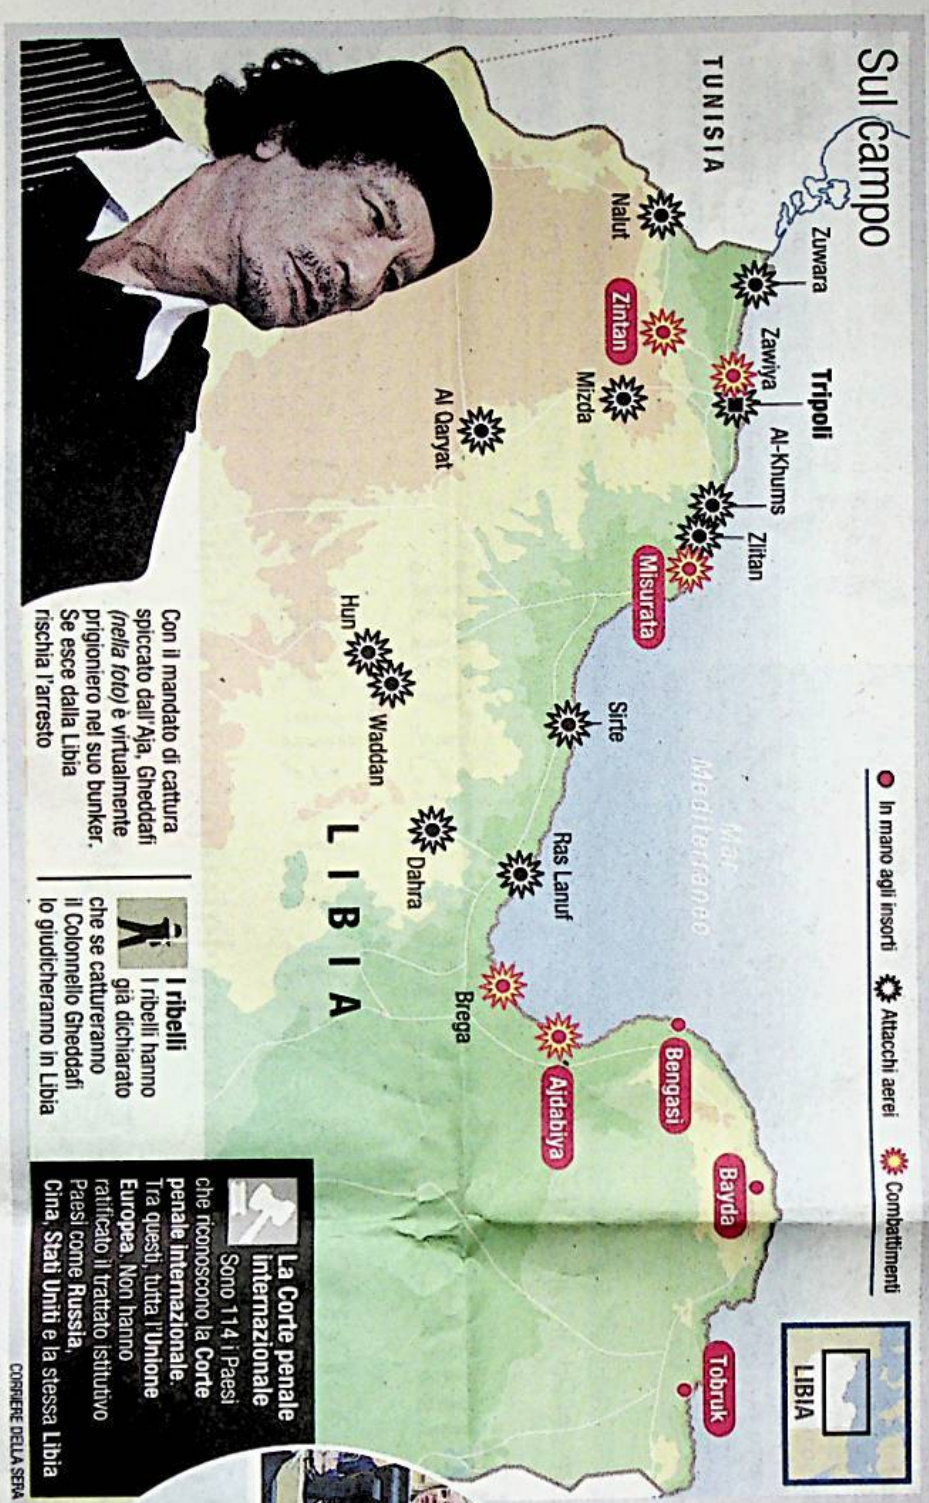 Sul campo
In mano agli insorti
Attacchi aerei
Combattimenti
LIBIA
TUNISIA
Zuwara
Zawiya
Tripoli
Al-Khums
Zlitan
Nalut
Zintan
Mizda
Al Qaryat
Misurata
Sirte
Mar
Mediterraneo
Hun
Waddan
Dahra
Ras Lanuf
Brega
Ajdabiya
Bengasi
Bayda
Tobruk
LIBIA
Con il mandato di cattura
spiccato dall'Aja, Gheddafi
(nella foto) è virtualmente
prigioniero nel suo bunker.
Se esce dalla Libia
rischia l'arresto
I ribelli
I ribelli hanno
già dichiarato
che se cattureranno
il Colonnello Gheddafi
lo giudicheranno in Libia
La Corte penale
internazionale
Sono 114 i Paesi
che riconoscono la Corte
penale internazionale.
Tra questi, tutta l'Unione
Europea. Non hanno
ratificato il trattato istitutivo
Paesi come Russia,
Cina, Stati Uniti e la stessa Libia
CORRIERE DELLA SERA